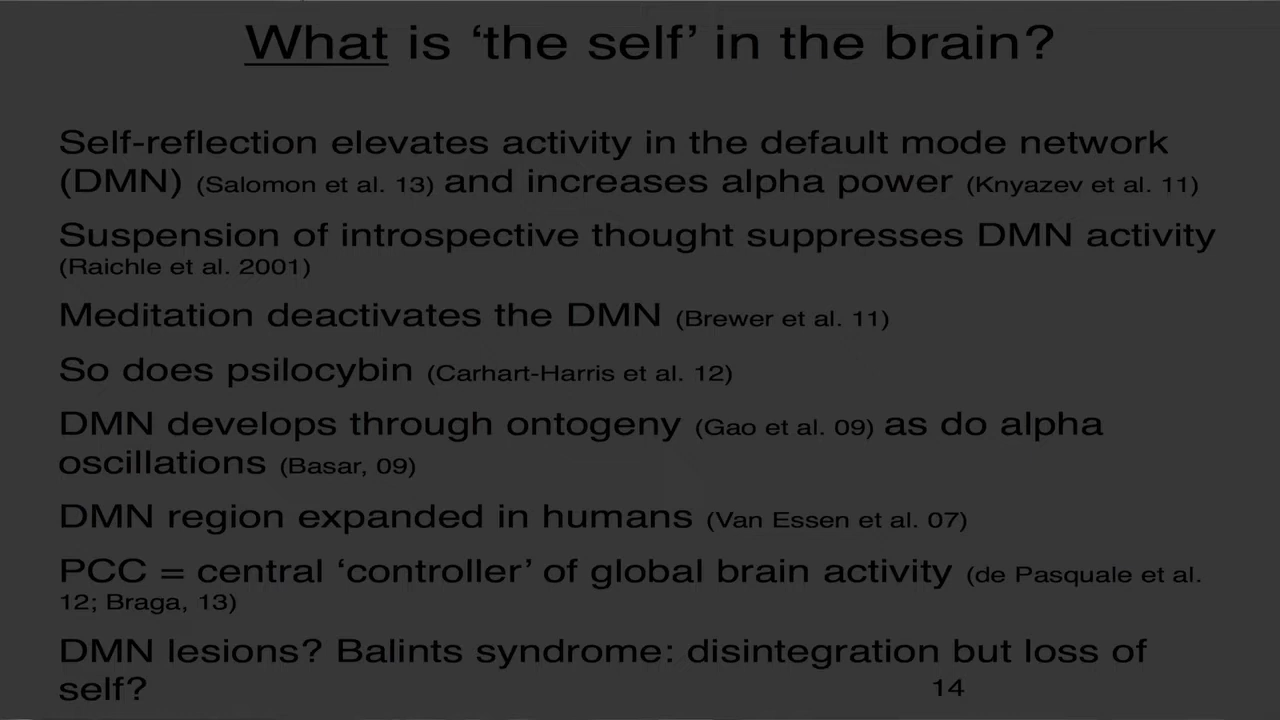 What is ‘the self’ in the brain?
Self-reflection elevates activity in the default mode network
(DMN) (Salomon et al. 13) and increases alpha power (Knyazev et al. 11)
Suspension of introspective thought suppresses DMN activity
(Raichle et al. 2001)
Meditation deactivates the DMN (Brewer et al. 11)
So does psilocybin (Carhart-Harris et al. 12)
DMN develops through ontogeny (Gao et al. 09) as do alpha
oscillations (Basar, 09)
DMN region expanded in humans (Van Essen et al. 07)
PCC = central ‘controller’ of global brain activity (de Pasquale et al.
12; Braga, 13)
DMN lesions? Balints syndrome: disintegration but loss of
self?
14